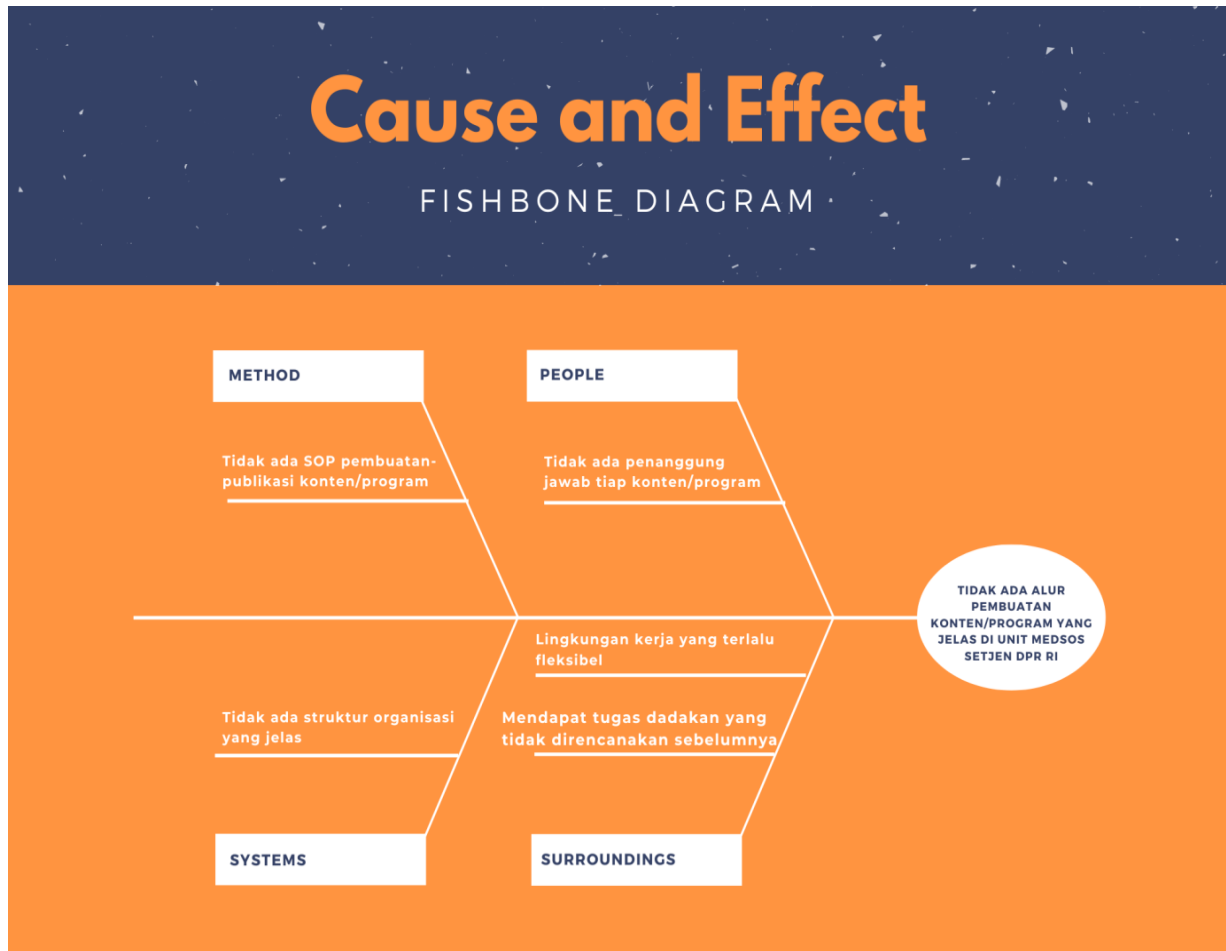 Cause and Effect
FISHBONE DIAGRAM
METHOD
PEOPLE
Tidak ada SOP pembuatan-
publikasi konten/program
Tidak ada penanggung
jawab tiap konten/program
TIDAK ADA ALUR
PEMBUATAN
KONTEN/PROGRAM YANG
JELAS DI UNIT MEDSOS
SETJEN DPR RI
Lingkungan kerja yang terlalu
fleksibel
Tidak ada struktur organisasi
yang jelas
Mendapat tugas dadakan yang
tidak direncanakan sebelumnya
SYSTEMS
SURROUNDINGS